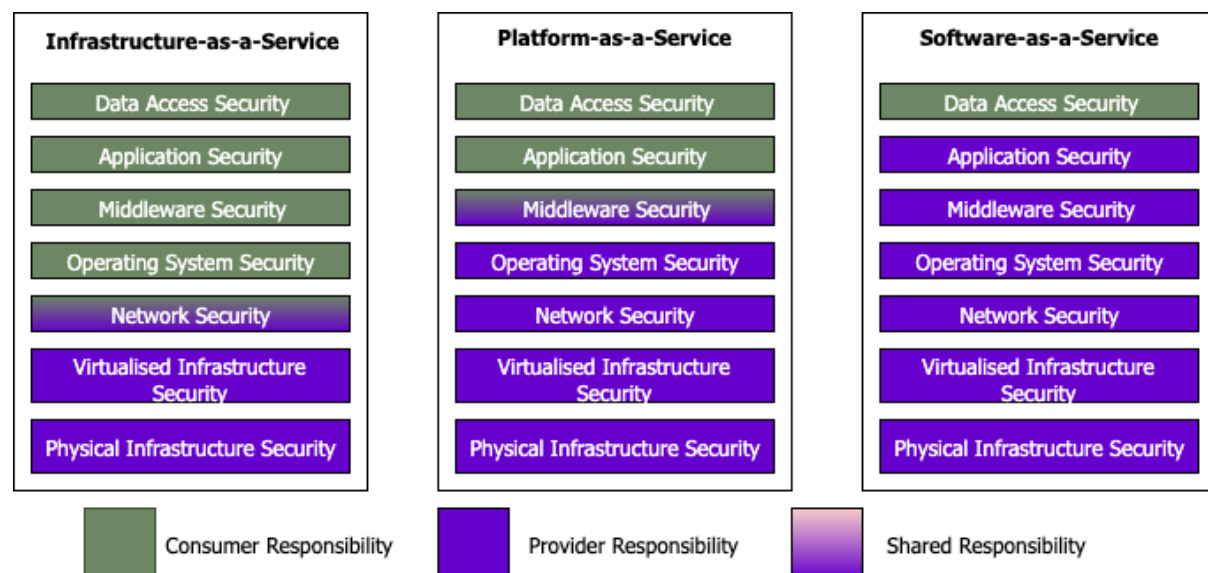 Infrastructure-as-a-Service
Data Access Security
Application Security
Middleware Security
Operating System Security
Network Security
Virtualised Infrastructure
Security
Physical Infrastructure Security
Platform-as-a-Service
Data Access Security
Application Security
Middleware Security
Operating System Security
Network Security
Virtualised Infrastructure
Security
Physical Infrastructure Security
Software-as-a-Service
Data Access Security
Application Security
Middleware Security
Operating System Security
Network Security
Virtualised Infrastructure
Security
Physical Infrastructure Security
Consumer Responsibility
Provider Responsibility
Shared Responsibility